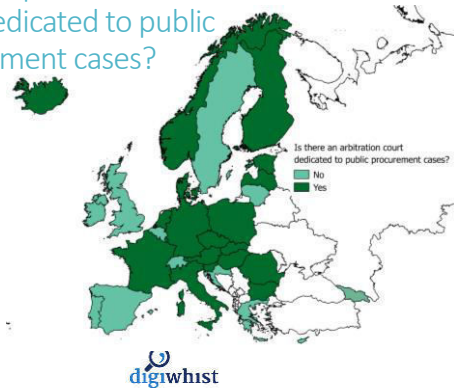 edicated to public
ment cases?
Is there an arbitration court
dedicated to public procurement cases?
No
Yes
digiwhist